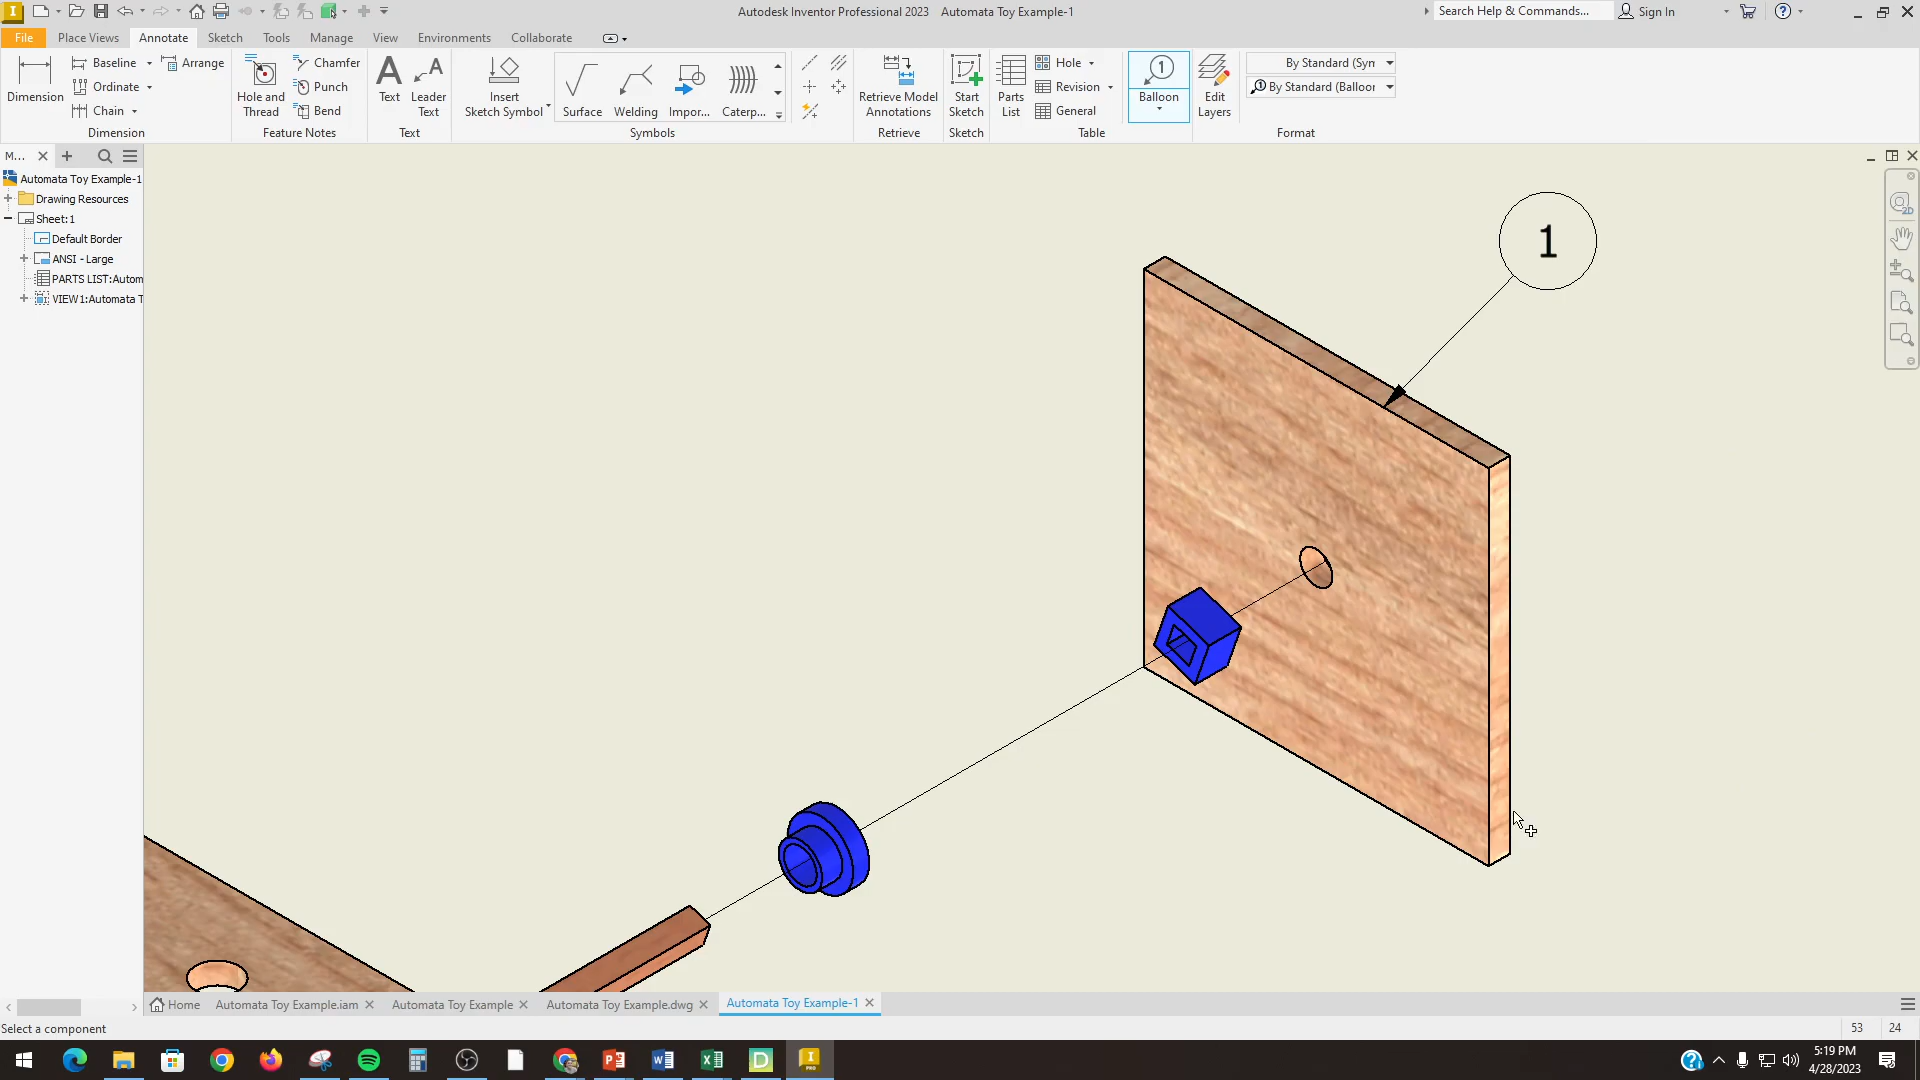 Autodesk Inventor Professional 2023 Automata Toy Example-1
Search Help & Commands...
Sign In
File Place Views Annotate Sketch Tools Manage View Environments Collaborate
Dimension
Baseline
Ordinate
Chain
Arrange
Dimension
Hole and
Thread
Chamfer
Punch
Bend
Feature Notes
Text
Leader
Text
Text
Insert
Sketch Symbol
Surface
Welding
Impor...
Caterp...
Symbols
Retrieve Model
Annotations
Retrieve
Start
Sketch
Sketch
Parts
List
Hole
Revision
General
Table
Balloon
Edit
Layers
By Standard (Syn
By Standard (Balloor
Format
M...
Automata Toy Example-1
Drawing Resources
Sheet:1
Default Border
ANSI - Large
PARTS LIST:Autom
VIEW1:Automata T
1
Home
Automata Toy Example.iam
Automata Toy Example
Automata Toy Example.dwg
Automata Toy Example-1
Select a component
53 24
5:19 PM
4/28/2023